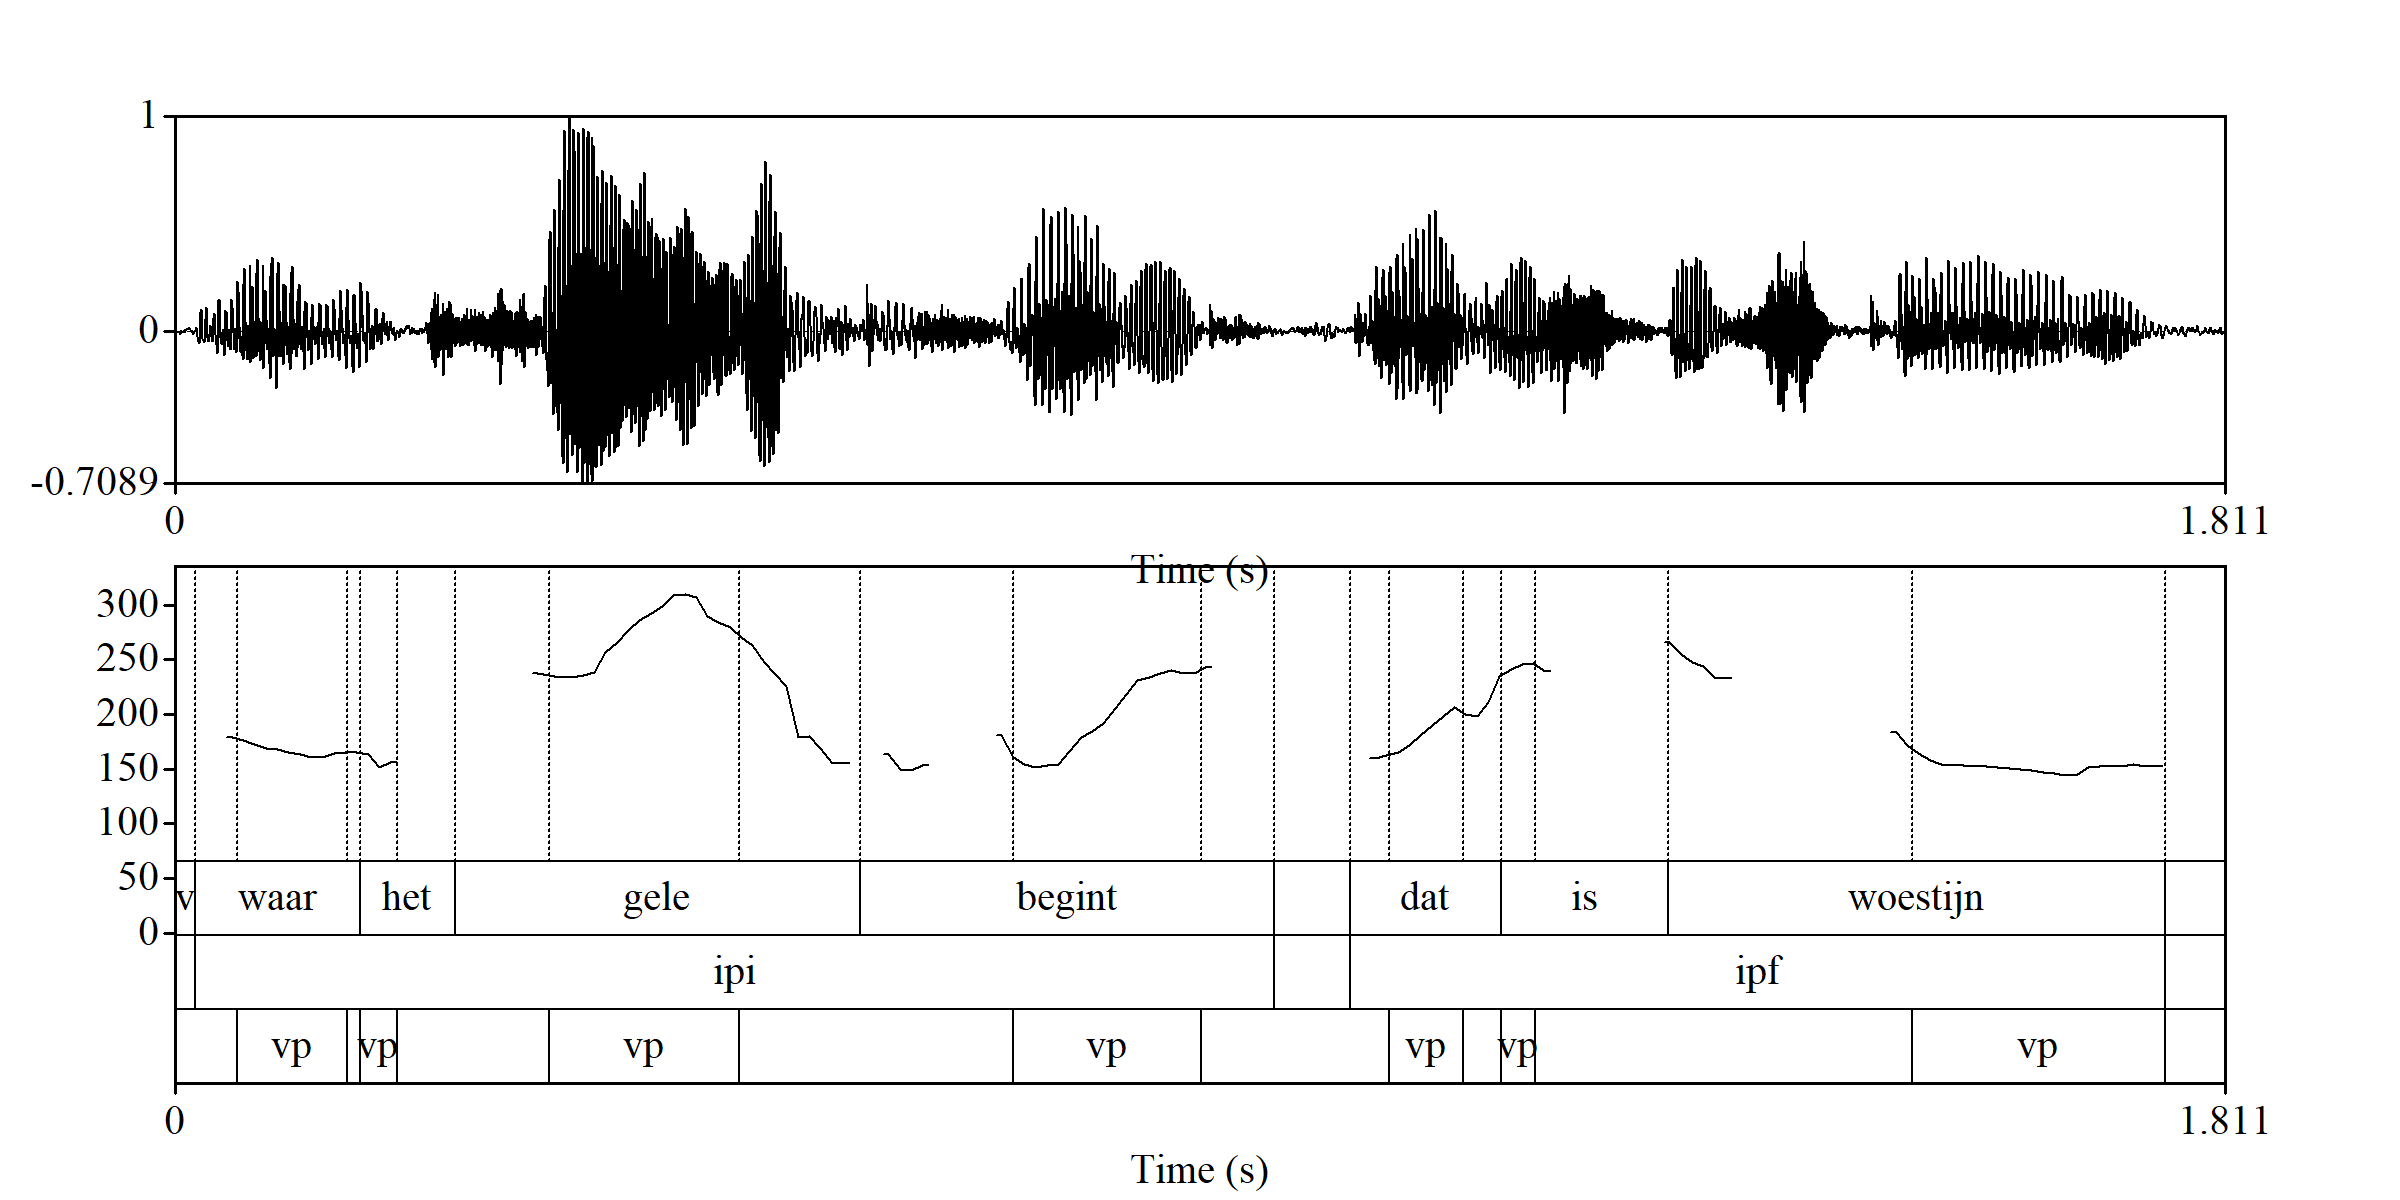 1
0
-0.7089
0 1.811
Time (s)
300
250
200
150
100
50
0
v waar het gele begint dat is woestijn
ipi ipf
vp vp vp vp vp vp vp
0 1.811
Time (s)